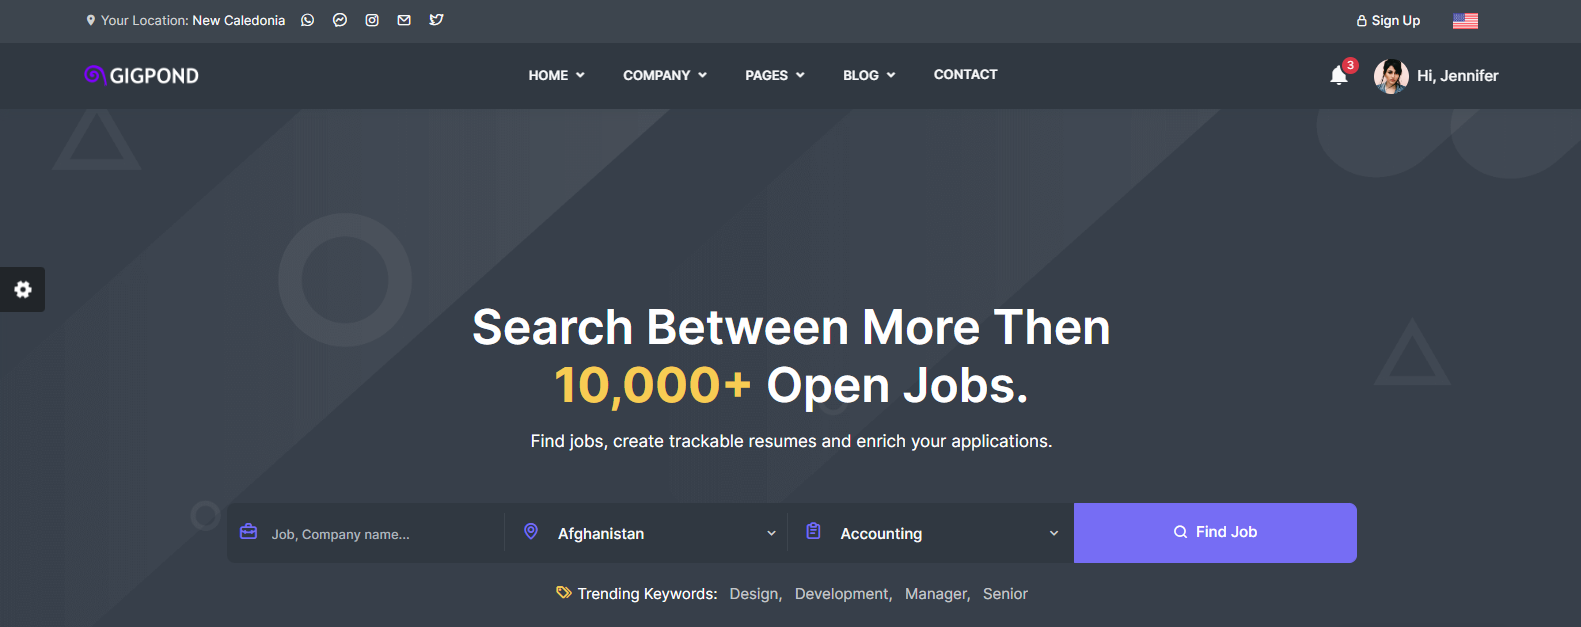 Your Location: New Caledonia
Sign Up
GIGPOND
HOME COMPANY PAGES BLOG CONTACT
3
Hi, Jennifer
Search Between More Then
10,000+ Open Jobs.
Find jobs, create trackable resumes and enrich your applications.
Job, Company name...
Afghanistan
Accounting
Find Job
Trending Keywords: Design, Development, Manager, Senior